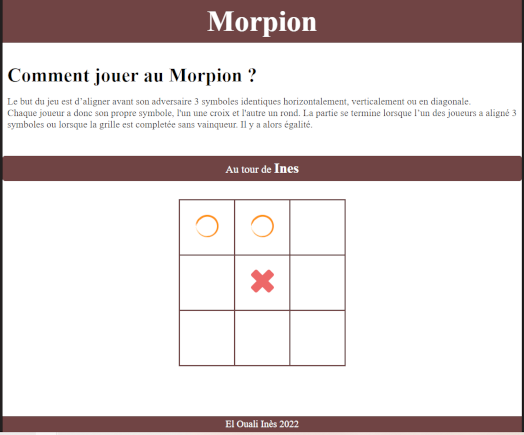 Morpion
Comment jouer au Morpion ?
Le but du jeu est d'aligner avant son adversaire 3 symboles identiques horizontalement, verticalement ou en diagonale.
Chaque joueur a donc son propre symbole, l'un une croix et l'autre un rond. La partie se termine lorsque l'un des joueurs a aligné 3
symboles ou lorsque la grille est completée sans vainqueur. Il y a alors égalité.
Au tour de Ines
El Ouali Inès 2022